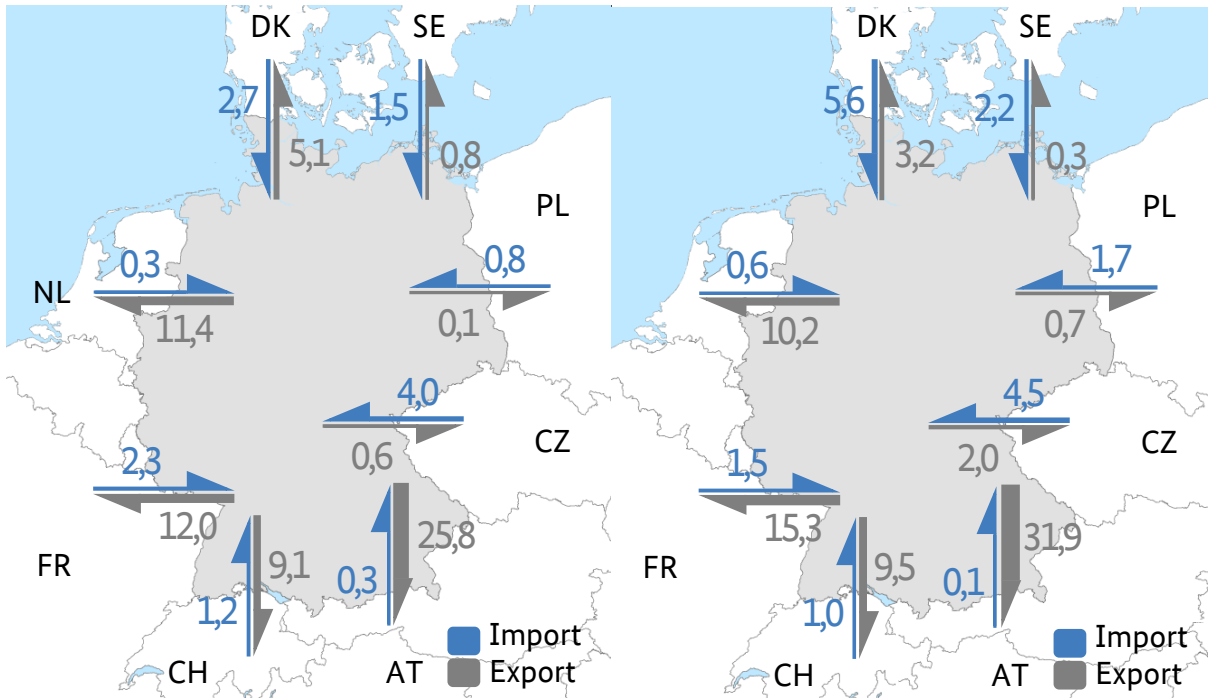 DK
SE
2,7
1,5
5,1
0,8
PL
0,3
0,8
NL
11,4
0,1
4,0
CZ
0,6
2,3
12,0
25,8
FR
9,1
0,3
1,2
CH
AT
Import
Export
DK
SE
5,6
2,2
3,2
0,3
PL
0,6
1,7
10,2
0,7
4,5
CZ
2,0
1,5
15,3
31,9
FR
9,5
0,1
1,0
CH
AT
Import
Export